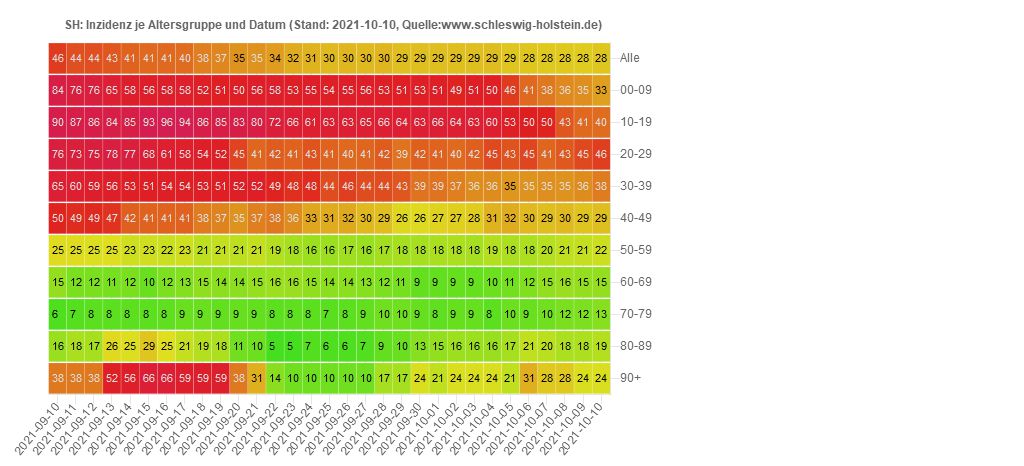 SH: Inzidenz je Altersgruppe und Datum (Stand: 2021-10-10, Quelle:www.schleswig-holstein.de)
46 44 44 43 41 41 41 40 38 37 35 35 34 32 31 30 30 30 30 29 29 29 29 29 29 29 28 28 28 28 28 Alle
84 76 76 65 58 56 58 58 52 51 50 56 58 53 55 54 55 56 53 51 53 51 49 51 50 46 41 38 36 35 33 00-09
90 87 86 84 85 93 96 94 86 85 83 80 72 66 61 63 63 65 66 64 63 66 64 63 60 53 50 50 43 41 40 10-19
76 73 75 78 77 68 61 58 54 52 45 41 42 41 43 41 40 41 42 39 42 41 40 42 45 43 45 41 43 45 46 20-29
65 60 59 56 53 51 54 54 53 51 52 52 49 48 48 44 46 44 44 43 39 39 37 36 36 35 35 35 35 36 38 30-39
50 49 49 47 42 41 41 41 38 37 35 37 38 36 33 31 32 30 29 26 26 27 27 28 31 32 30 29 30 29 29 40-49
25 25 25 25 23 23 22 23 21 21 21 21 19 18 16 16 17 16 17 18 18 18 18 18 19 18 18 20 21 21 22 50-59
15 12 12 11 12 10 12 13 15 14 14 15 16 16 15 14 14 13 12 11 9 9 9 9 10 11 12 15 16 15 15 60-69
6 7 8 8 8 8 8 9 9 9 9 9 8 8 8 7 8 9 10 10 9 8 9 9 8 10 9 10 12 12 13 70-79
16 18 17 26 25 29 25 21 19 18 11 10 5 5 7 6 6 7 9 10 13 15 16 16 16 17 21 20 18 18 19 80-89
38 38 38 52 56 66 66 59 59 59 38 31 14 10 10 10 10 10 17 17 24 21 24 24 24 21 31 28 28 24 24 90+
2021-09-10 2021-09-11 2021-09-12 2021-09-13 2021-09-14 2021-09-15 2021-09-16 2021-09-17 2021-09-18 2021-09-19 2021-09-20 2021-09-21 2021-09-22 2021-09-23 2021-09-24 2021-09-25 2021-09-26 2021-09-27 2021-09-28 2021-09-29 2021-09-30 2021-10-01 2021-10-02 2021-10-03 2021-10-04 2021-10-05 2021-10-06 2021-10-07 2021-10-08 2021-10-09 2021-10-10